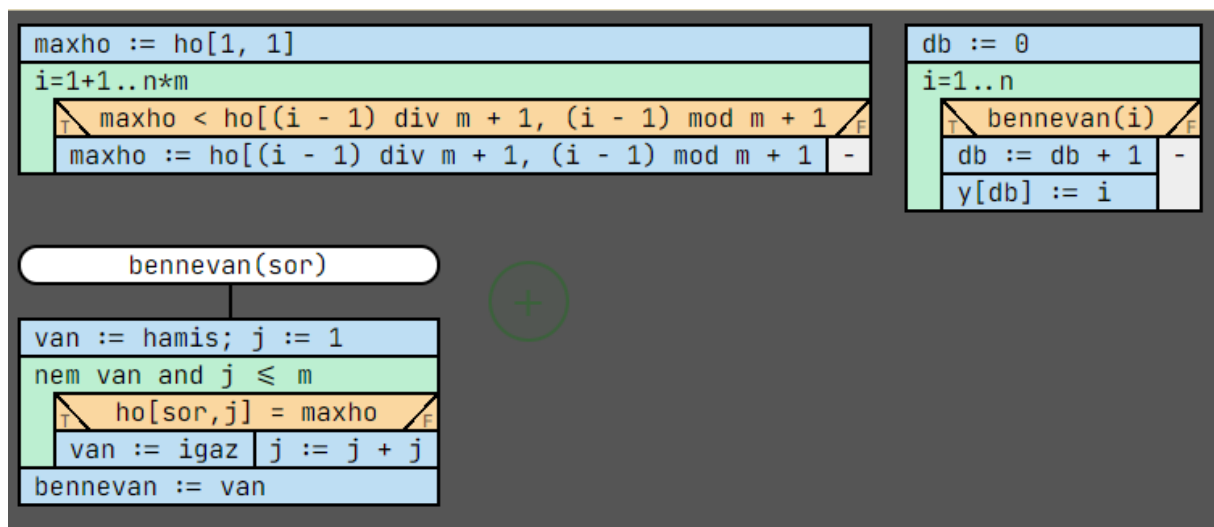 maxho := ho[1, 1]
i=1+1..n*m
T maxho < ho[(i - 1) div m + 1, (i - 1) mod m + 1 F
maxho := ho[(i - 1) div m + 1, (i - 1) mod m + 1 -
db := 0
i=1..n
T bennevan(i) F
db := db + 1 -
y[db] := i
bennevan(sor)
van := hamis; j := 1
nem van and j ⩽ m
T ho[sor,j] = maxho F
van := igaz j := j + j
bennevan := van